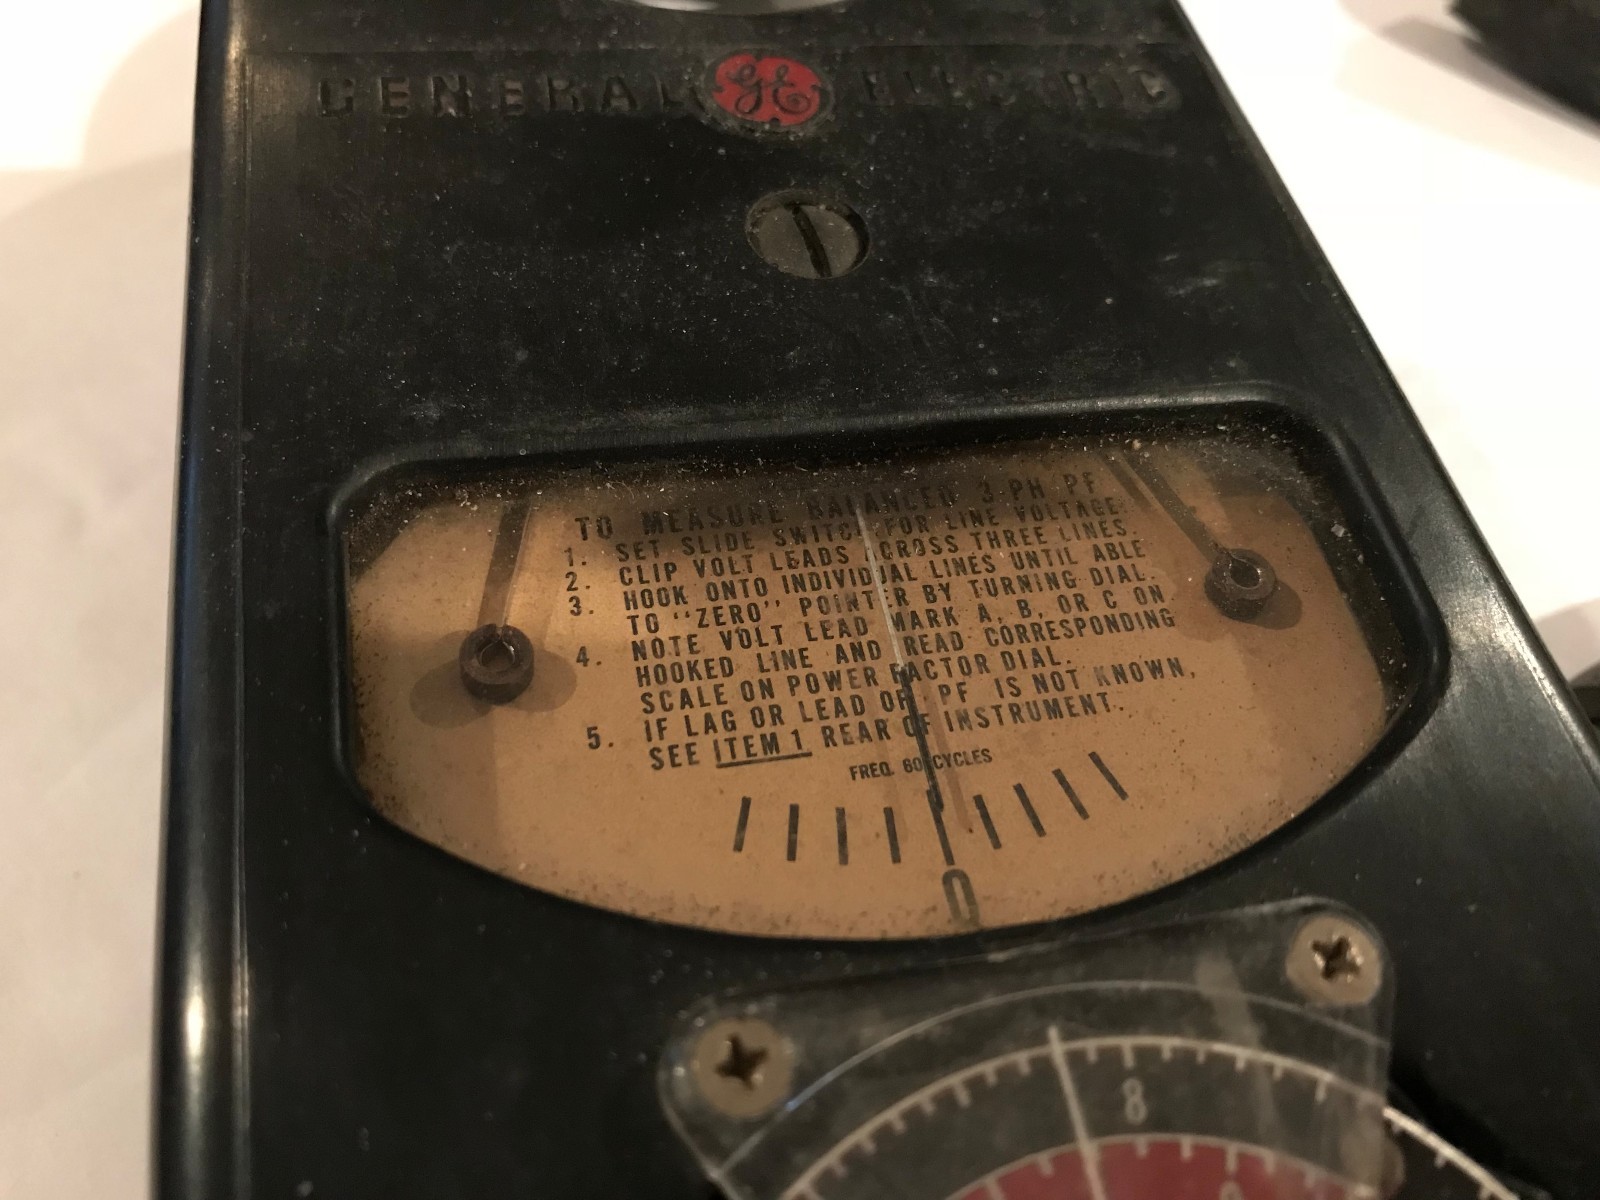 GENERAL GE ELECTRIC
TO MEASURE BALANCED 3 PH PF
1. SET SLIDE SWITCH FOR LINE VOLTAGE.
2. CLIP VOLT LEADS ACROSS THREE LINES.
3. HOOK ONTO INDIVIDUAL LINES UNTIL ABLE
TO "ZERO" POINTER BY TURNING DIAL.
4. NOTE VOLT LEAD MARK A, B, OR C ON
HOOKED LINE AND READ CORRESPONDING
SCALE ON POWER FACTOR DIAL.
5. IF LAG OR LEAD OF PF IS NOT KNOWN,
SEE ITEM 1 REAR OF INSTRUMENT.
FREQ. 60 CYCLES
0
8